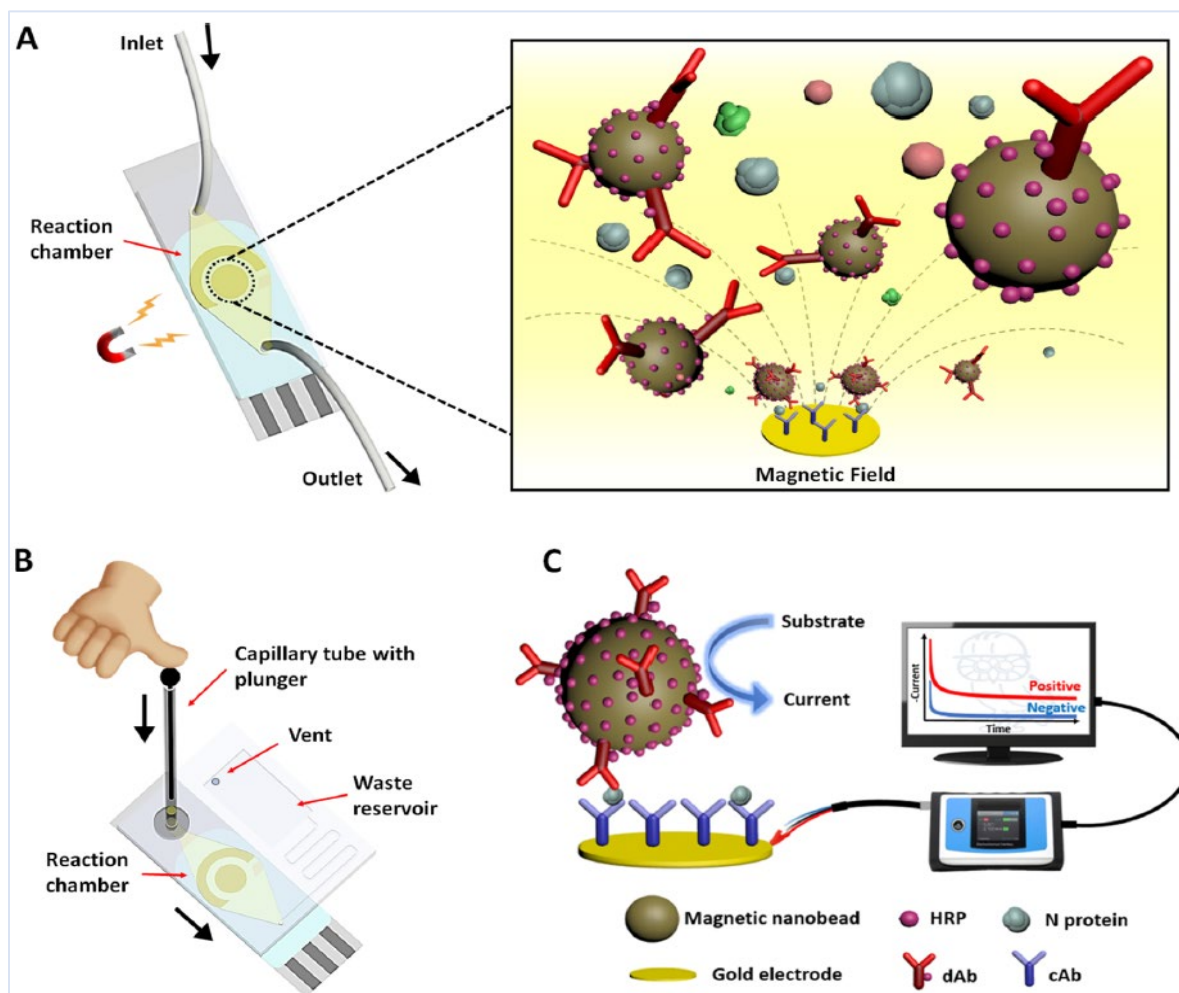 A
Inlet
Reaction
chamber
Outlet
Magnetic Field
B
Capillary tube with
plunger
Vent
Waste
reservoir
Reaction
chamber
C
Substrate
Current
-Current
Positive
Negative
Time
Magnetic nanobead
HRP
N protein
Gold electrode
dAb
cAb